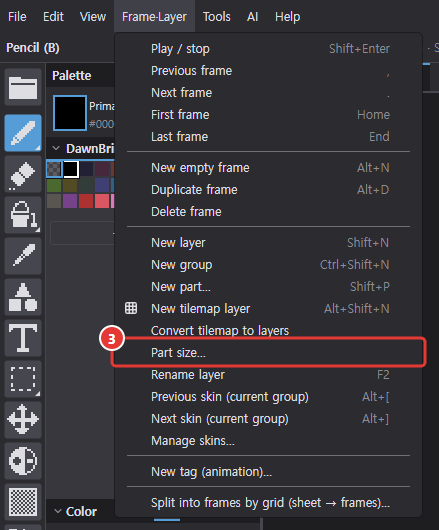 File Edit View Frame·Layer Tools AI Help
Pencil (B)
Palette
Prima
#000
DawnBri
Play / stop Shift+Enter
Previous frame ,
Next frame .
First frame Home
Last frame End
New empty frame Alt+N
Duplicate frame Alt+D
Delete frame
New layer Shift+N
New group Ctrl+Shift+N
New part... Shift+P
New tilemap layer Alt+Shift+N
Convert tilemap to layers
3
Part size...
Rename layer F2
Previous skin (current group) Alt+[
Next skin (current group) Alt+]
Manage skins...
New tag (animation)...
Split into frames by grid (sheet → frames)...
Color